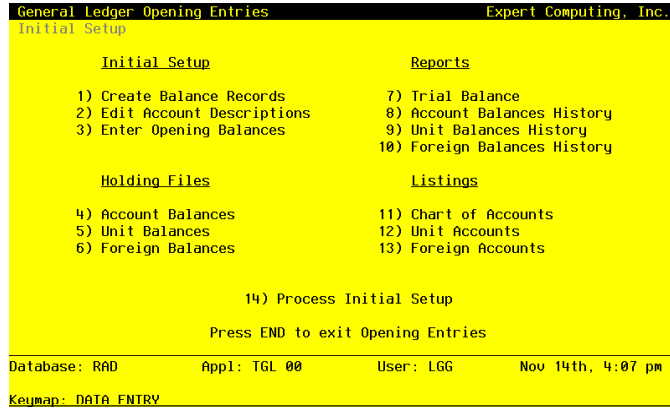 General Ledger Opening Entries Expert Computing, Inc.
Initial Setup
Initial Setup Reports
1) Create Balance Records 7) Trial Balance
2) Edit Account Descriptions 8) Account Balances History
3) Enter Opening Balances 9) Unit Balances History
10) Foreign Balances History
Holding Files Listings
4) Account Balances 11) Chart of Accounts
5) Unit Balances 12) Unit Accounts
6) Foreign Balances 13) Foreign Accounts
14) Process Initial Setup
Press END to exit Opening Entries
Database: RAD Appl: TGL 00 User: LGG Nov 14th, 4:07 pm
Keymap: DATA ENTRY